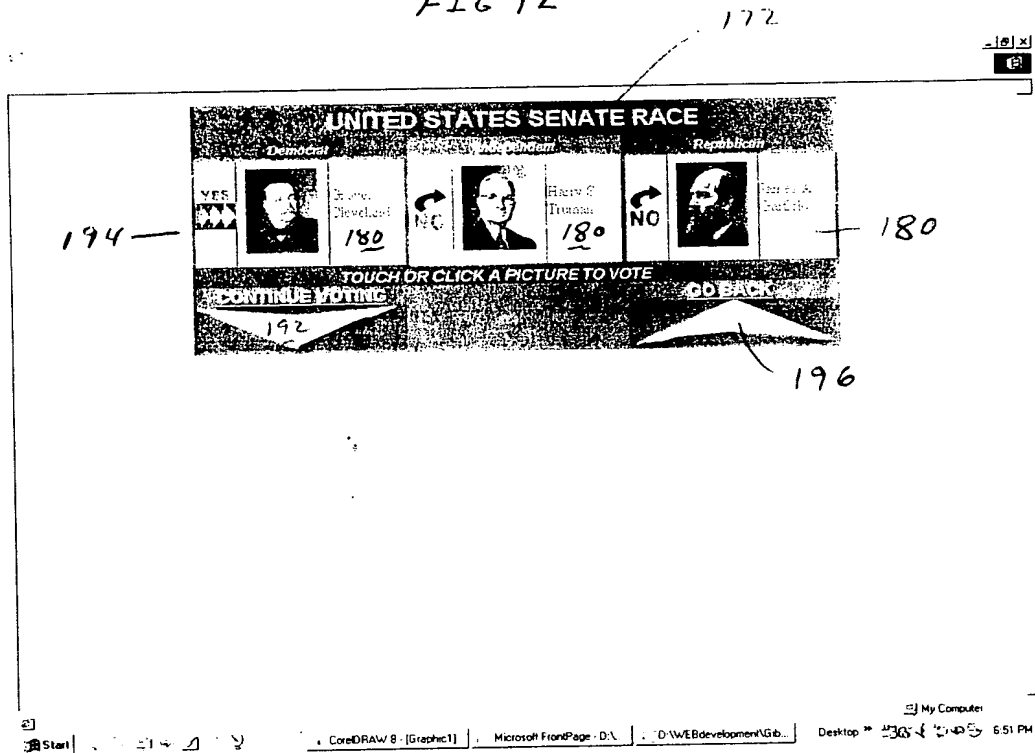 FIG 12
172
UNITED STATES SENATE RACE
Democrat Independent Republican
YES NO NO
Cleveland Harry S Truman
194 180 180 180
TOUCH OR CLICK A PICTURE TO VOTE
CONTINUE VOTING GO BACK
192
196
My Computer
Start CorelDRAW 8 - [Graphic1] Microsoft FrontPage - D:\... D:\WEBdevelopment\Gib... Desktop » 6:51 PM